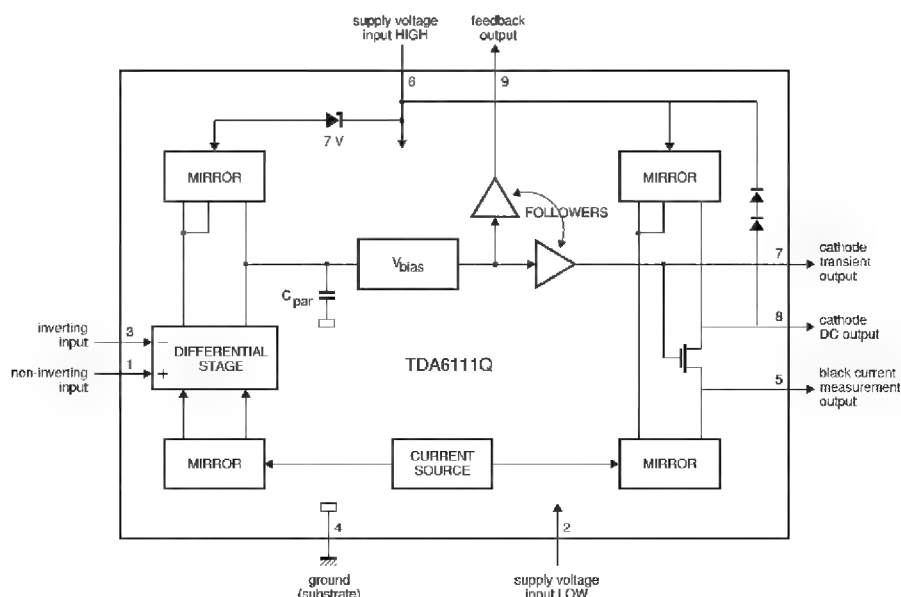 supply voltage
input HIGH
feedback
output
6
9
7 V
MIRROR
MIRROR
FOLLOWERS
Vbias
Cpar
7
cathode
transient
output
8
cathode
DC output
inverting
input
3
−
DIFFERENTIAL
STAGE
TDA6111Q
non-inverting
input
1
+
5
black current
measurement
output
MIRROR
CURRENT
SOURCE
MIRROR
4
2
ground
(substrate)
supply voltage
input LOW